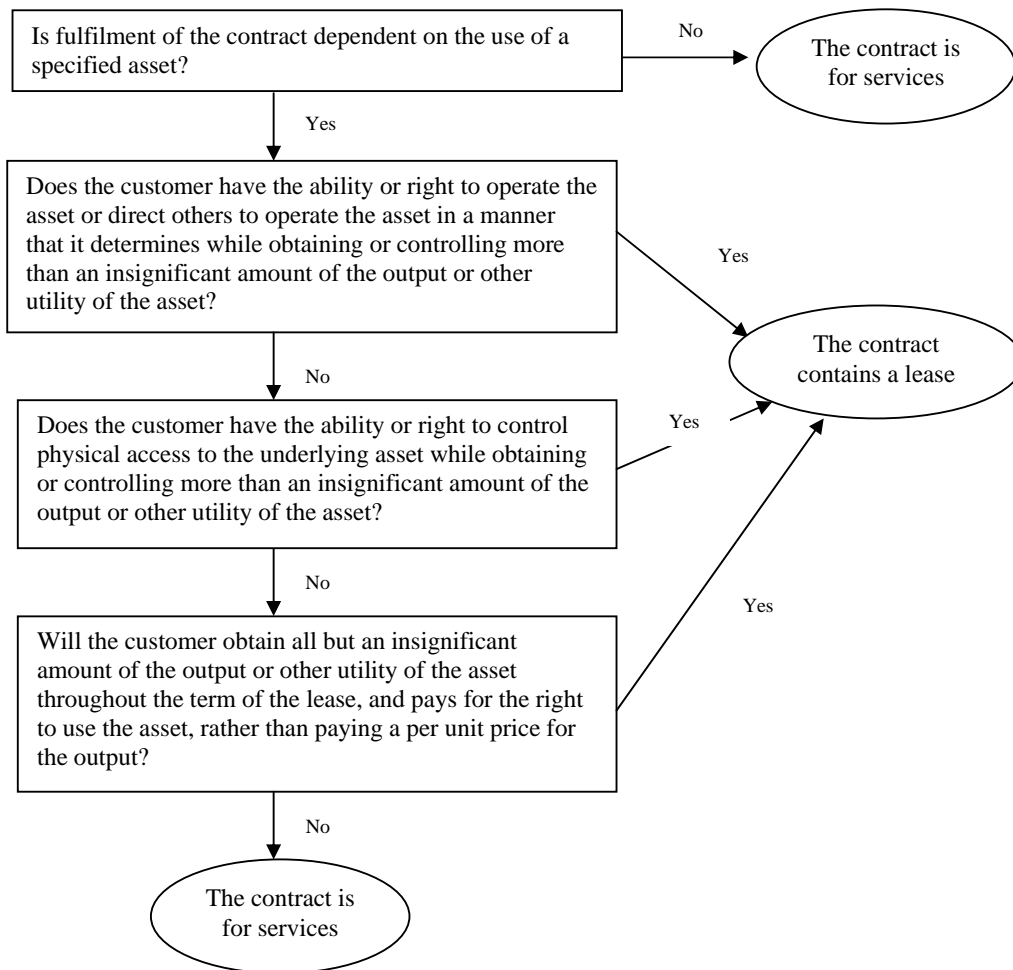 Is fulfilment of the contract dependent on the use of a
specified asset?
No
The contract is
for services
Yes
Does the customer have the ability or right to operate the
asset or direct others to operate the asset in a manner
that it determines while obtaining or controlling more
than an insignificant amount of the output or other
utility of the asset?
Yes
The contract
contains a lease
No
Does the customer have the ability or right to control
physical access to the underlying asset while obtaining
or controlling more than an insignificant amount of the
output or other utility of the asset?
Yes
No
Will the customer obtain all but an insignificant
amount of the output or other utility of the asset
throughout the term of the lease, and pays for the right
to use the asset, rather than paying a per unit price for
the output?
Yes
No
The contract is
for services